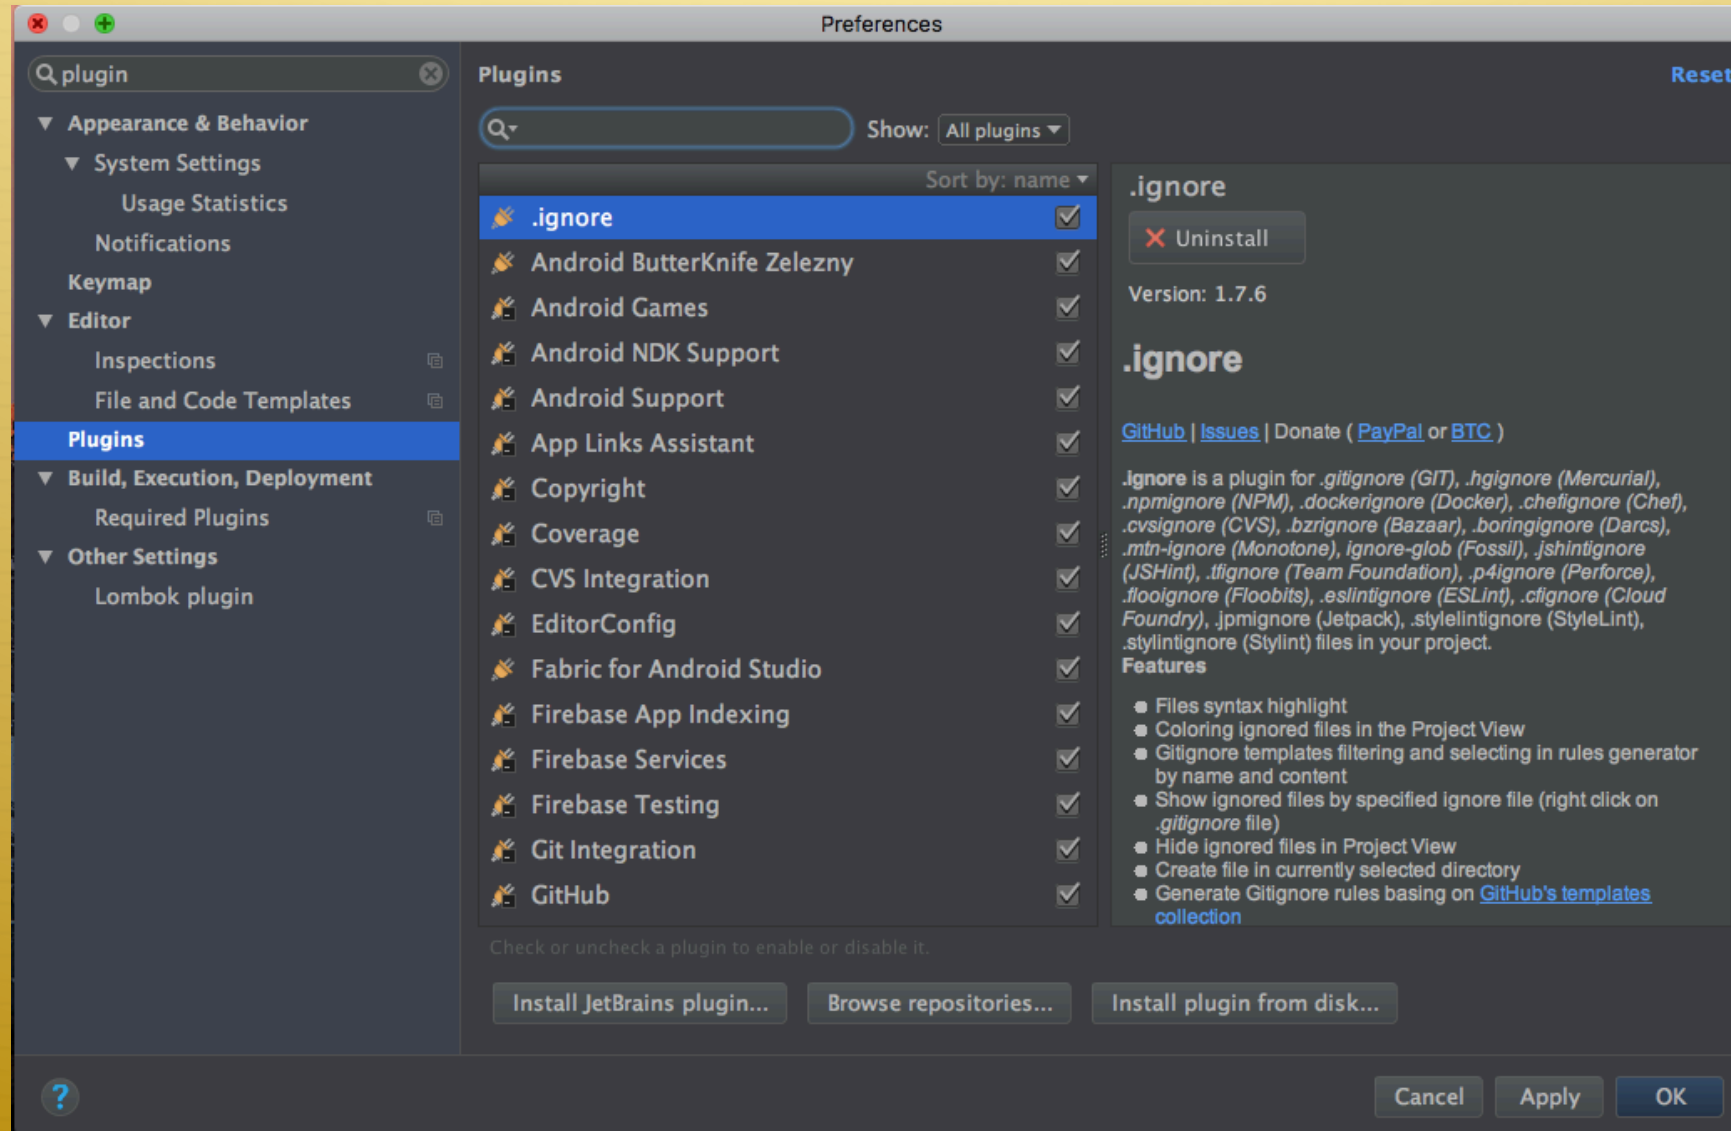 Preferences
plugin
Appearance & Behavior
System Settings
Usage Statistics
Notifications
Keymap
Editor
Inspections
File and Code Templates
Plugins
Build, Execution, Deployment
Required Plugins
Other Settings
Lombok plugin
Plugins
Reset
Show: All plugins
Sort by: name
.ignore
Android ButterKnife Zelezny
Android Games
Android NDK Support
Android Support
App Links Assistant
Copyright
Coverage
CVS Integration
EditorConfig
Fabric for Android Studio
Firebase App Indexing
Firebase Services
Firebase Testing
Git Integration
GitHub
Check or uncheck a plugin to enable or disable it.
Install JetBrains plugin...
Browse repositories...
Install plugin from disk...
.ignore
Uninstall
Version: 1.7.6
.ignore
GitHub | Issues | Donate ( PayPal or BTC )
.ignore is a plugin for .gitignore (GIT), .hgignore (Mercurial),
.npmignore (NPM), .dockerignore (Docker), .chefignore (Chef),
.cvsignore (CVS), .bzrignore (Bazaar), .boringignore (Darcs),
.mtn-ignore (Monotone), ignore-glob (Fossil), .jshintignore
(JSHint), .tfignore (Team Foundation), .p4ignore (Perforce),
.flooignore (Floobits), .eslintignore (ESLint), .cfignore (Cloud
Foundry), .jpmignore (Jetpack), .stylelintignore (StyleLint),
.stylintignore (Stylint) files in your project.
Features
Files syntax highlight
Coloring ignored files in the Project View
Gitignore templates filtering and selecting in rules generator
by name and content
Show ignored files by specified ignore file (right click on
.gitignore file)
Hide ignored files in Project View
Create file in currently selected directory
Generate Gitignore rules basing on GitHub's templates
collection
?
Cancel
Apply
OK